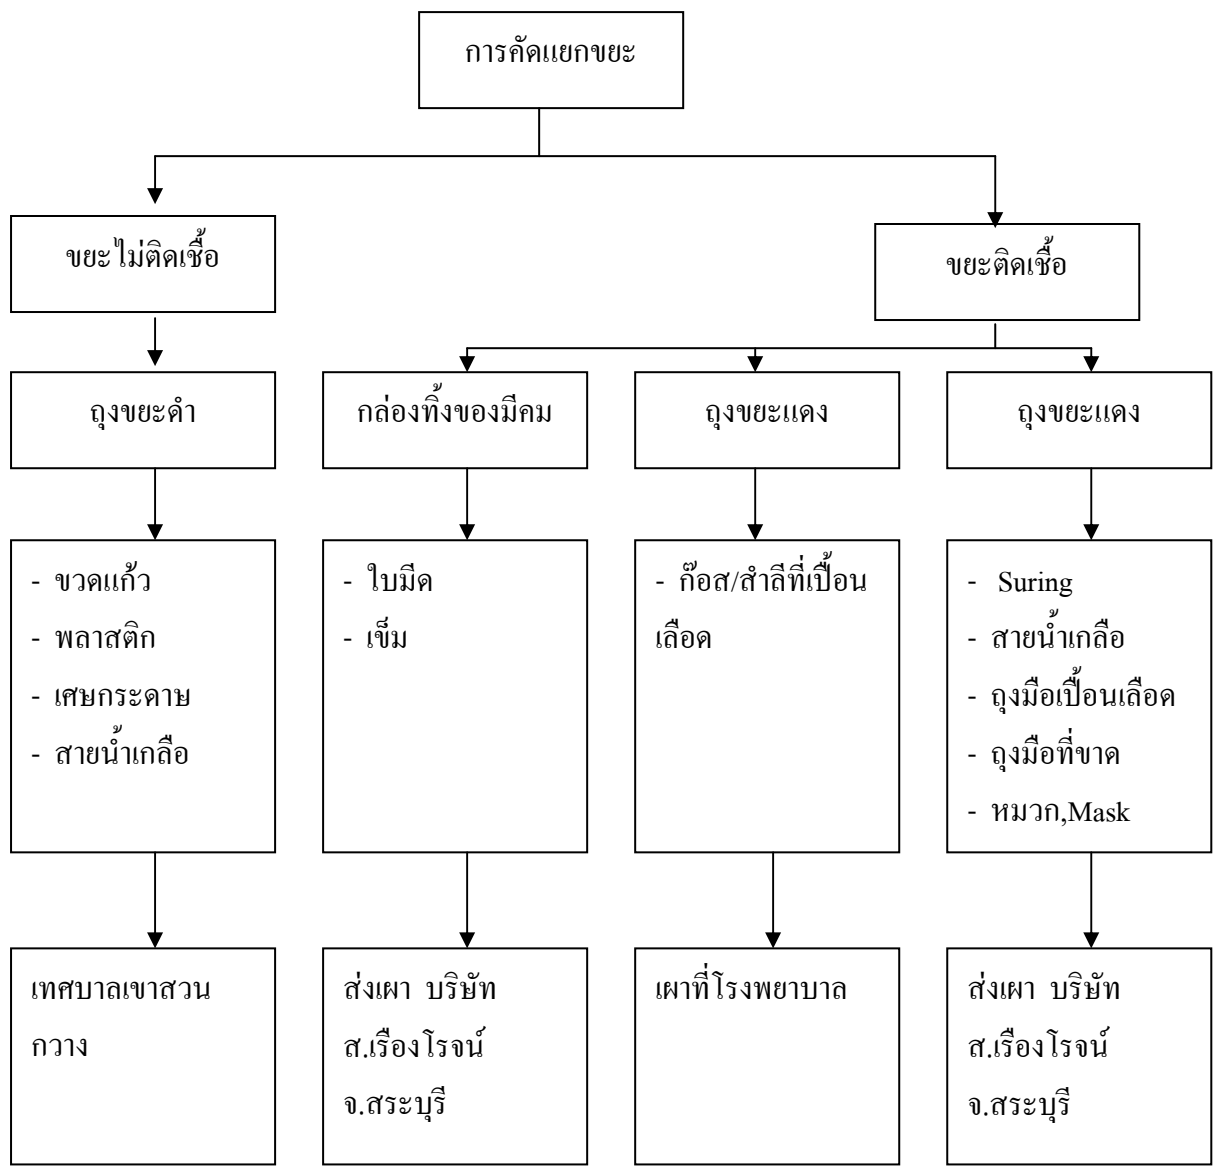 การคัดแยกขยะ
ขยะไม่ติดเชื้อ
ขยะติดเชื้อ
ถุงขยะดำ
กล่องทิ้งของมีคม
ถุงขยะแดง
ถุงขยะแดง
- ขวดแก้ว
- พลาสติก
- เศษกระดาษ
- สายน้ำเกลือ
- ใบมีด
- เข็ม
- ก๊อส/สำลีที่เปื้อน
เลือด
- Suring
- สายน้ำเกลือ
- ถุงมือเปื้อนเลือด
- ถุงมือที่ขาด
- หมวก,Mask
เทศบาลเขาสวน
กวาง
ส่งเผา บริษัท
ส.เรืองโรจน์
จ.สระบุรี
เผาที่โรงพยาบาล
ส่งเผา บริษัท
ส.เรืองโรจน์
จ.สระบุรี